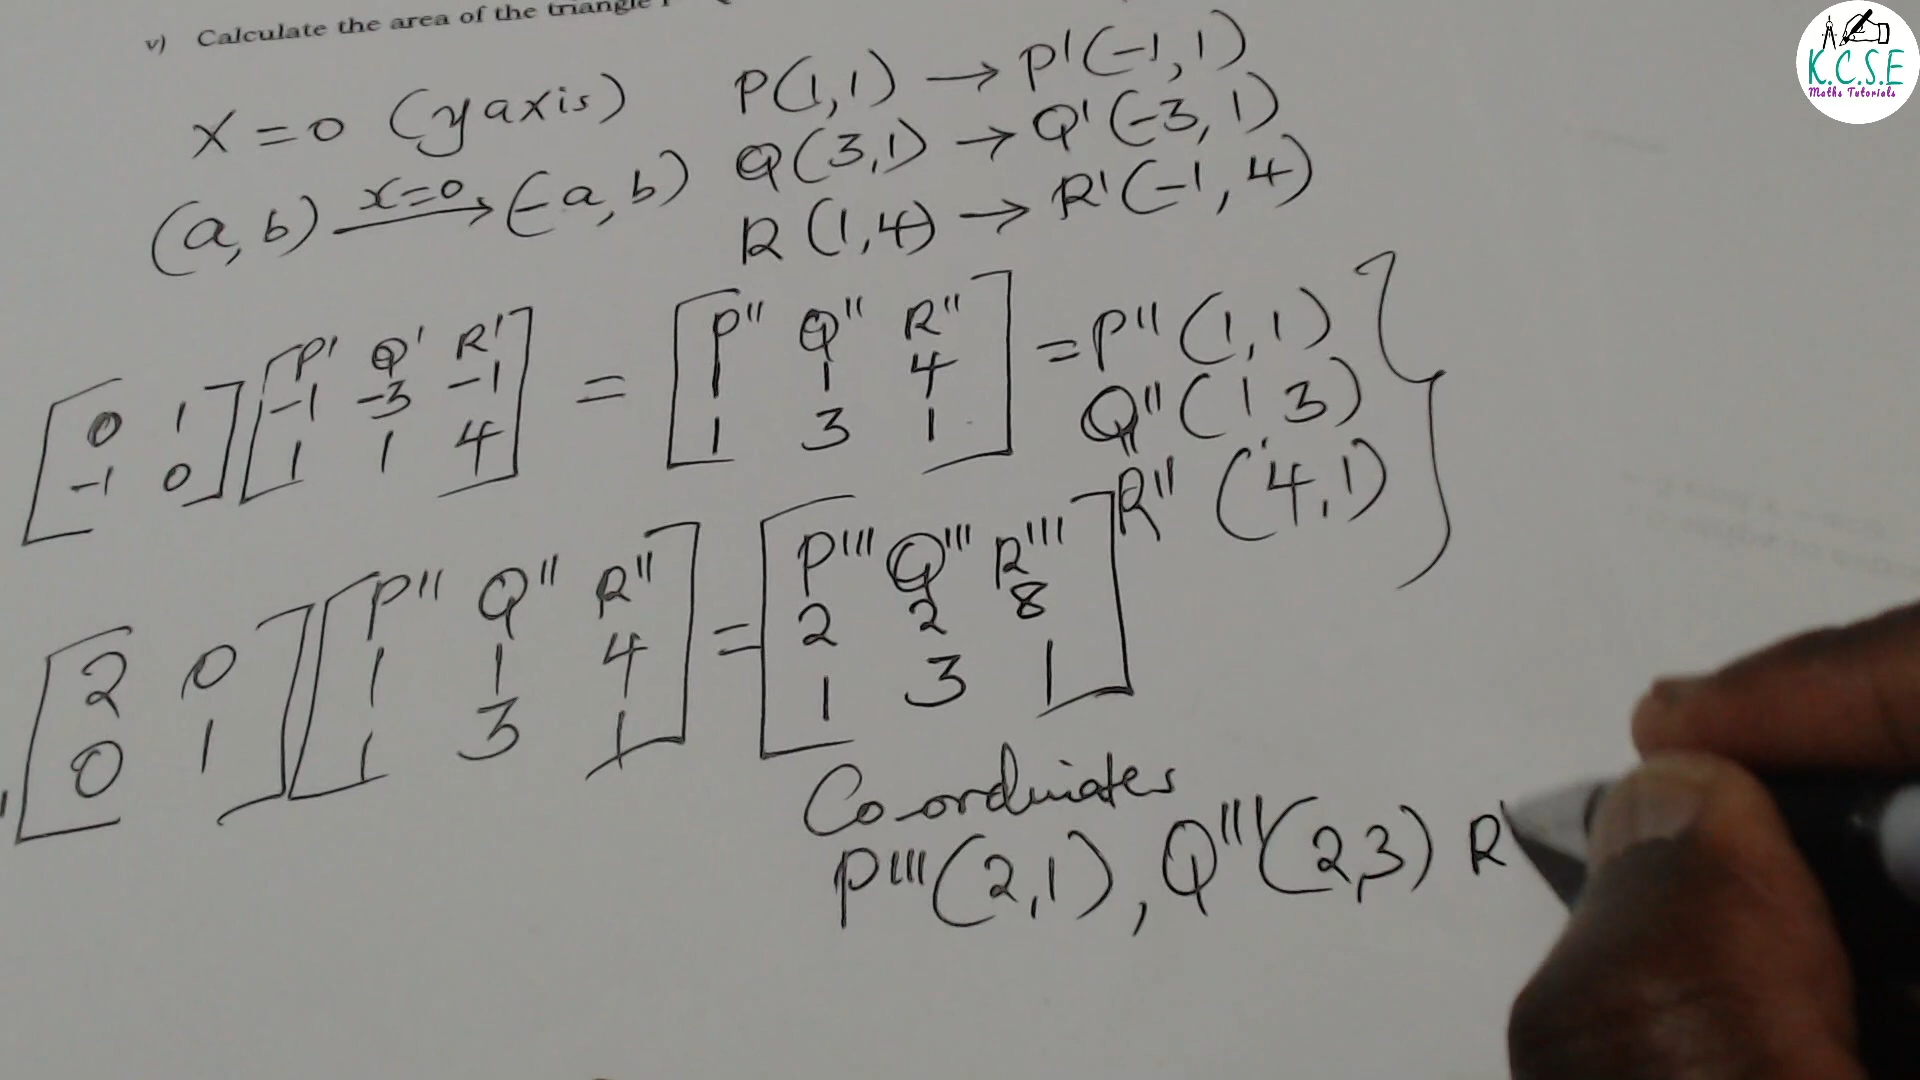 v) Calculate the area of the triangle
X = 0 (y axis)
(a, b) x=0 → (-a, b)
P(1, 1) → P'(-1, 1)
Q(3, 1) → Q'(-3, 1)
R(1, 4) → R'(-1, 4)
P' Q' R' P'' Q'' R''
0 1 -1 -3 -1 = 1 1 4 = P'' (1, 1)
-1 0 1 1 4 1 3 1 Q'' (1, 3)
R'' (4, 1)
P'' Q'' R'' P''' Q''' R'''
2 0 1 1 4 = 2 2 8
0 1 1 3 1 1 3 1
Co-ordinates
P'''(2, 1), Q'''(2, 3) R'
K.C.S.E
Maths Tutorials